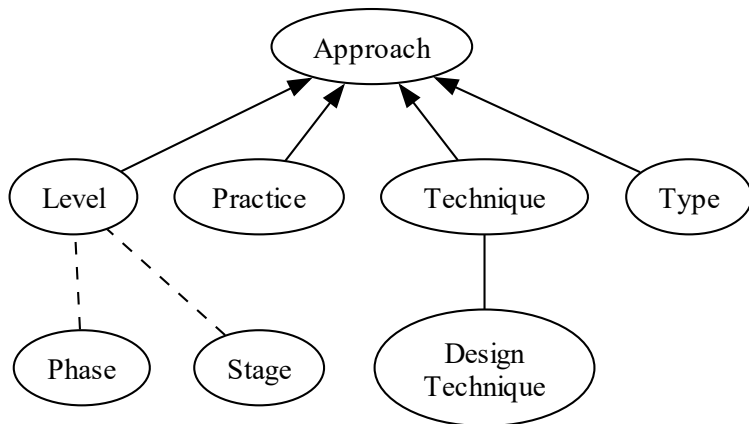 Approach
Level
Practice
Technique
Type
Phase
Stage
Design
Technique